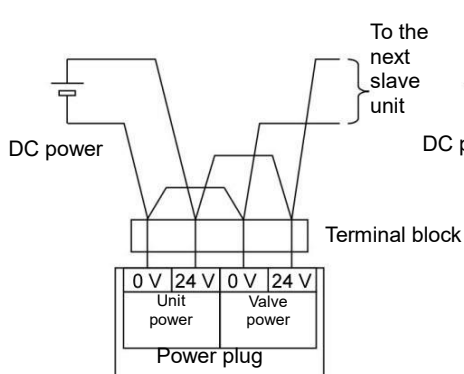 To the
next
slave
unit
DC power
DC p
Terminal block
0 V 24 V 0 V 24 V
Unit
power
Valve
power
Power plug